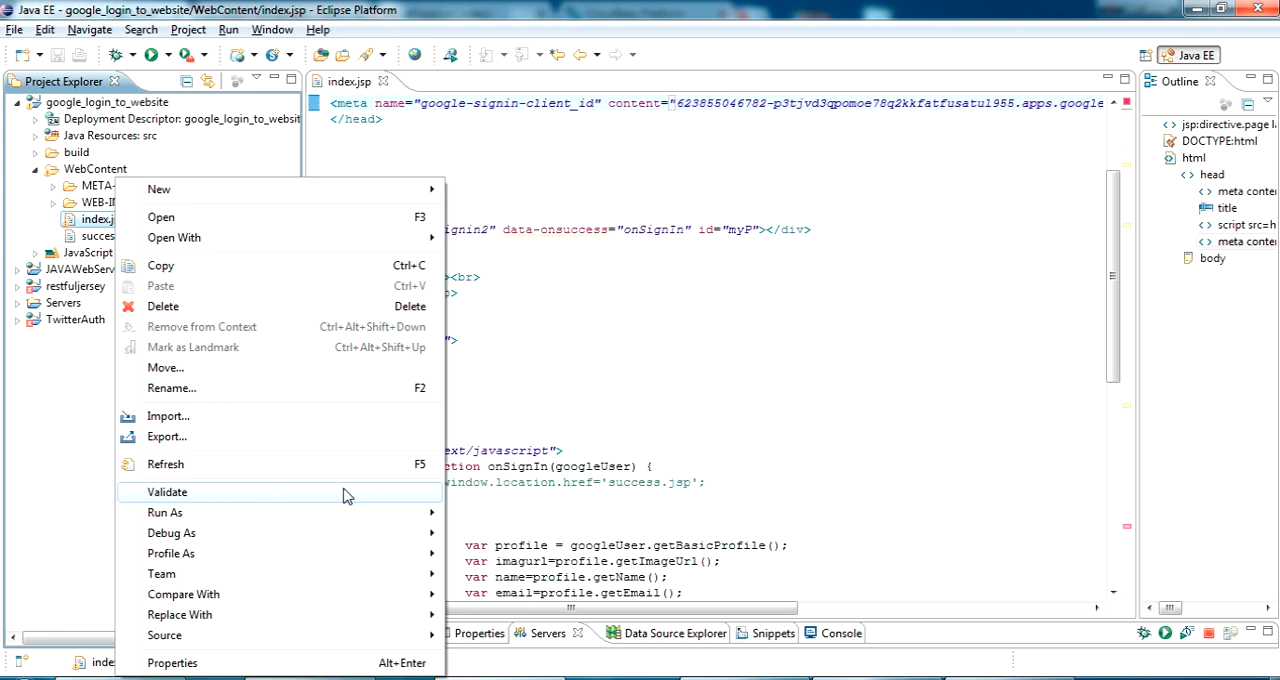 Java EE - google_login_to_website/WebContent/index.jsp - Eclipse Platform
File Edit Navigate Search Project Run Window Help
Java EE
Project Explorer
google_login_to_website
Deployment Descriptor: google_login_to_websit
Java Resources: src
build
WebContent
META-
WEB-IN
index.js
succes
JavaScript
JAVAWebServ
restfuljersey
Servers
TwitterAuth
New
Open F3
Open With
Copy Ctrl+C
Paste Ctrl+V
Delete Delete
Remove from Context Ctrl+Alt+Shift+Down
Mark as Landmark Ctrl+Alt+Shift+Up
Move...
Rename... F2
Import...
Export...
Refresh F5
Validate
Run As
Debug As
Profile As
Team
Compare With
Replace With
Source
Properties Alt+Enter
index.jsp
<meta name="google-signin-client_id" content="623855046782-p3tjvd3qpomoe78q2kkfatfusatul955.apps.google
</head>
ignin2" data-onsuccess="onSignIn" id="myP"></div>
><br>
p>
">
ext/javascript">
ction onSignIn(googleUser) {
window.location.href='success.jsp';
var profile = googleUser.getBasicProfile();
var imagurl=profile.getImageUrl();
var name=profile.getName();
var email=profile.getEmail();
Outline
jsp:directive.page l
DOCTYPE:html
html
head
meta conte
title
script src=h
meta conte
body
Properties Servers Data Source Explorer Snippets Console
inde